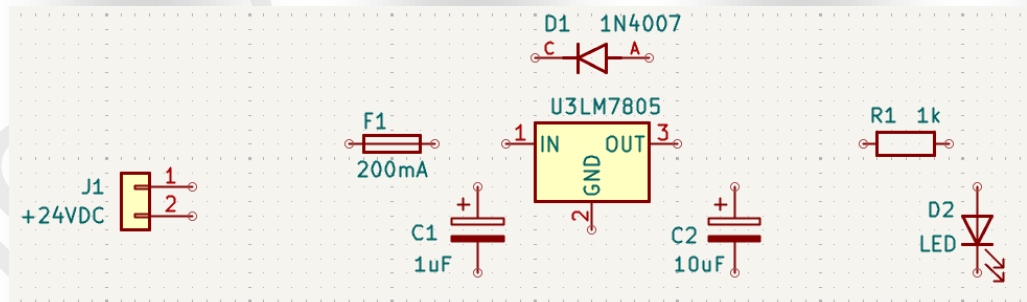 D1 1N4007
C A
U3LM7805
F1
200mA
1 IN OUT 3
GND
2
R1 1k
J1
+24VDC
1
2
+
C1
1uF
+
C2
10uF
D2
LED